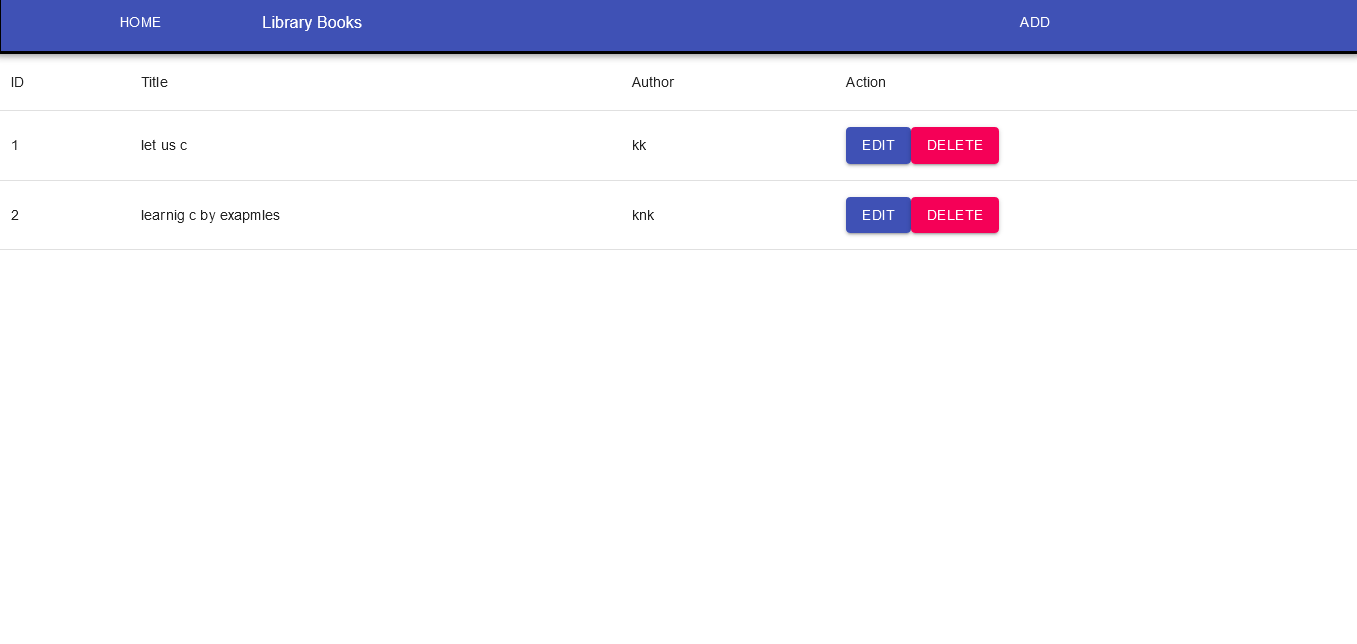 HOME Library Books ADD
ID Title Author Action
1 let us c kk EDIT DELETE
2 learnig c by exapmles knk EDIT DELETE